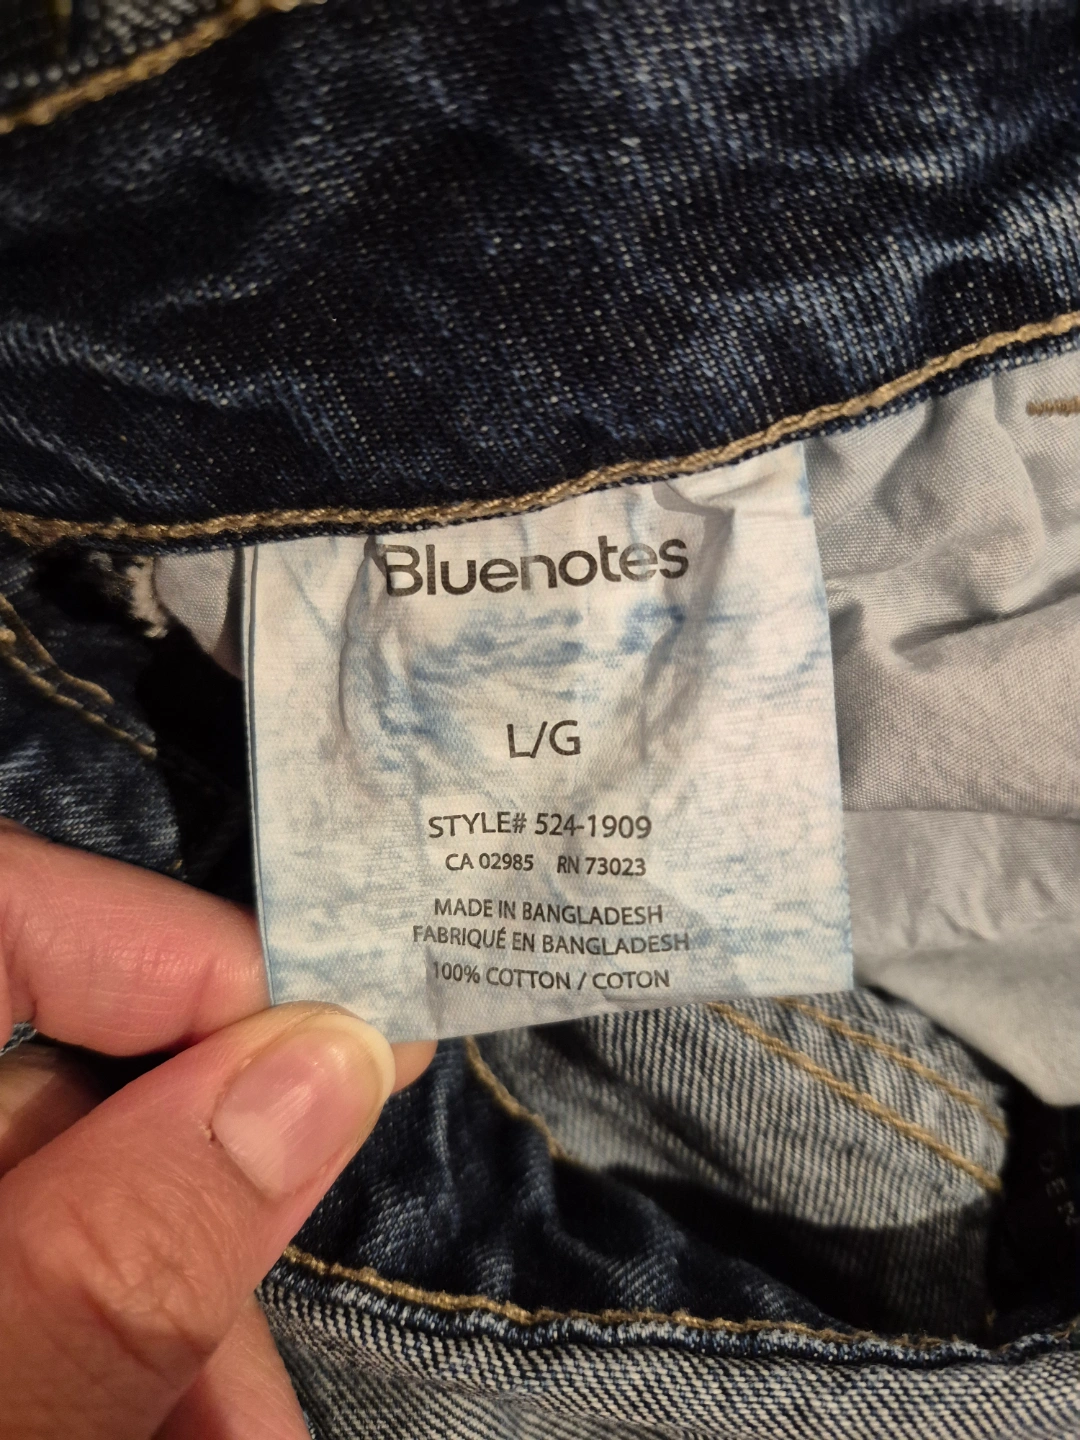 Bluenotes
L/G
STYLE# 524-1909
CA 02985 RN 73023
MADE IN BANGLADESH
FABRIQUÉ EN BANGLADESH
100% COTTON / COTON